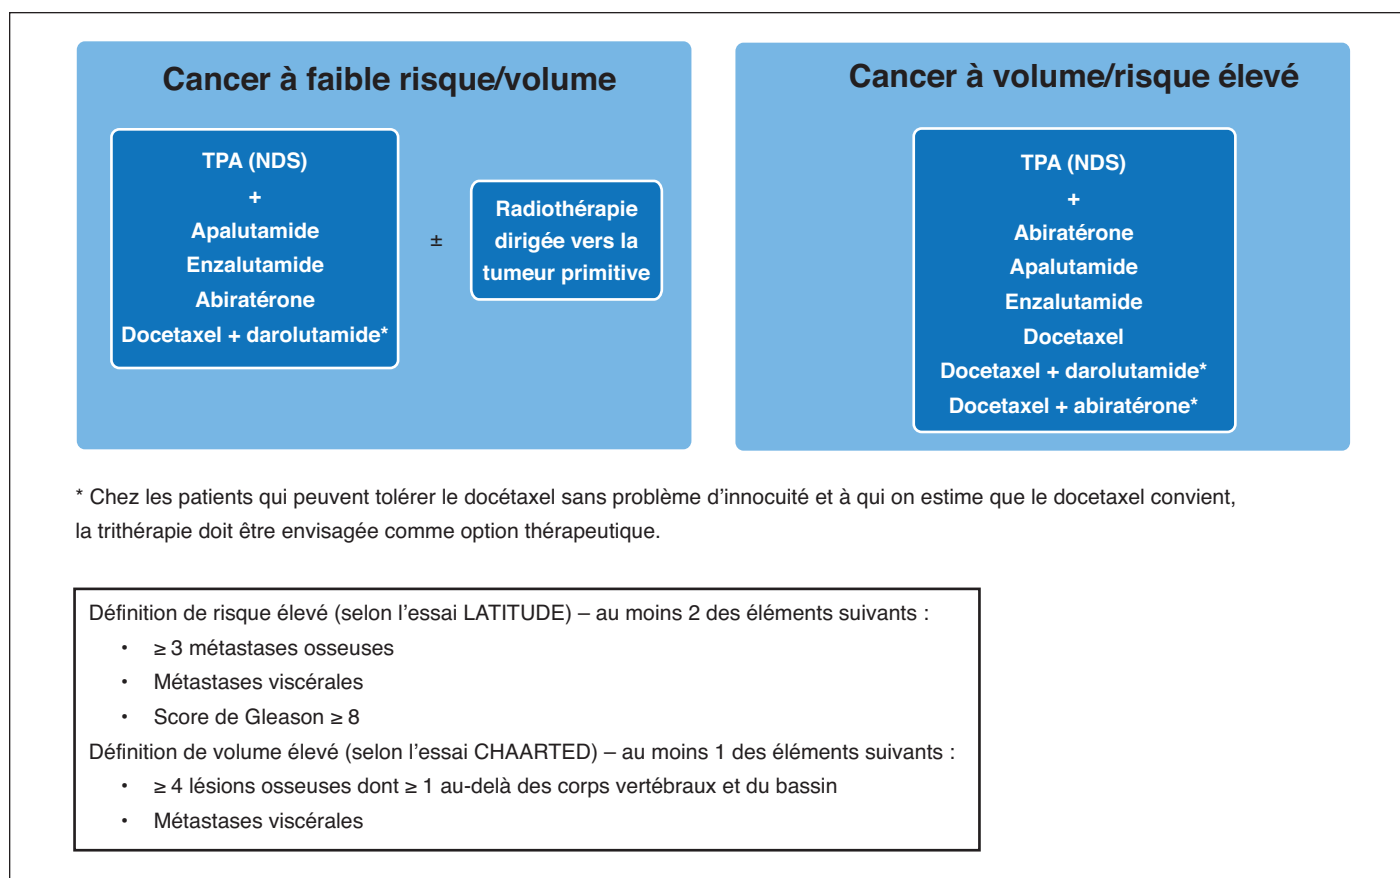 Cancer à faible risque/volume
TPA (NDS)
+
Apalutamide
Enzalutamide
Abiratérone
Docetaxel + darolutamide*
±
Radiothérapie
dirigée vers la
tumeur primitive
Cancer à volume/risque élevé
TPA (NDS)
+
Abiratérone
Apalutamide
Enzalutamide
Docetaxel
Docetaxel + darolutamide*
Docetaxel + abiratérone*
* Chez les patients qui peuvent tolérer le docétaxel sans problème d’innocuité et à qui on estime que le docetaxel convient,
la trithérapie doit être envisagée comme option thérapeutique.
Définition de risque élevé (selon l’essai LATITUDE) – au moins 2 des éléments suivants :
• ≥ 3 métastases osseuses
• Métastases viscérales
• Score de Gleason ≥ 8
Définition de volume élevé (selon l’essai CHAARTED) – au moins 1 des éléments suivants :
• ≥ 4 lésions osseuses dont ≥ 1 au-delà des corps vertébraux et du bassin
• Métastases viscérales